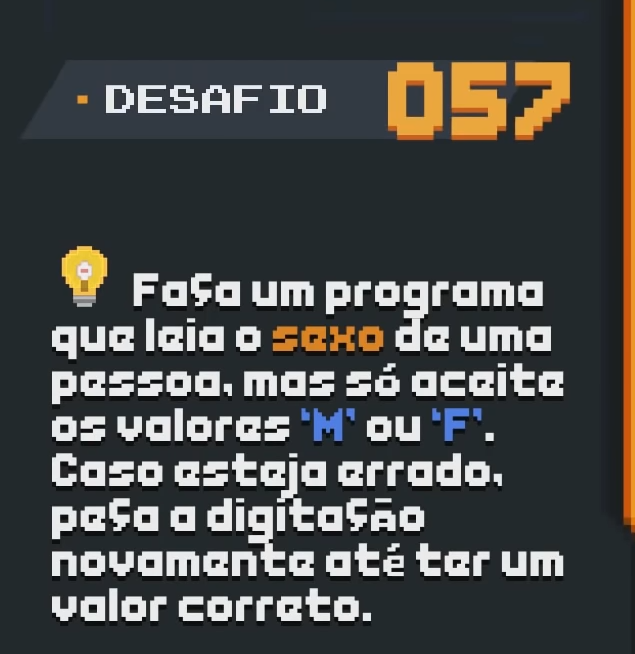 DESAFIO 057
Faça um programa
que leia o sexo de uma
pessoa, mas só aceite
os valores 'M' ou 'F'.
Caso esteja errado,
peça a digitação
novamente até ter um
valor correto.